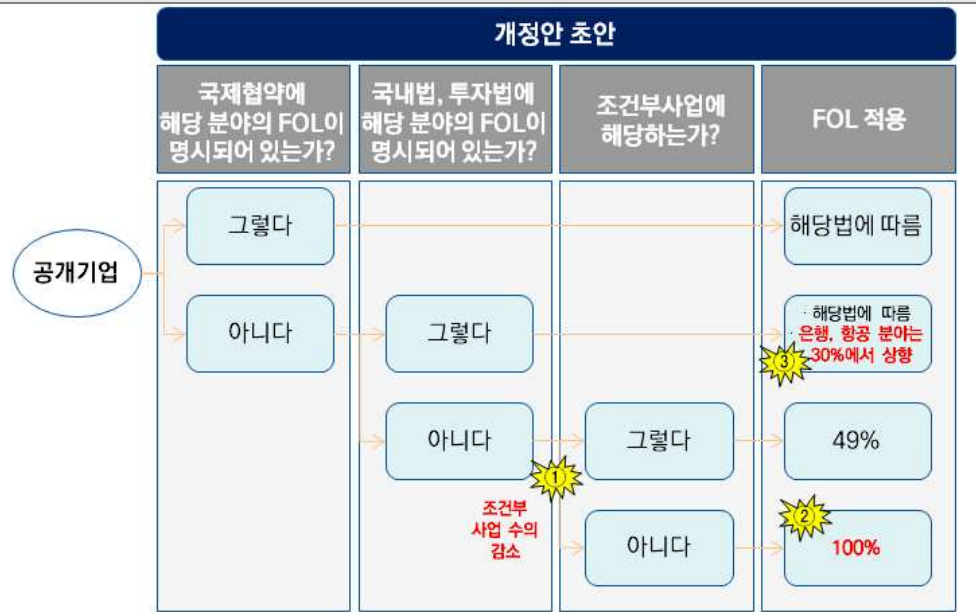 개정안 초안
국제협약에
해당 분야의 FOL이
명시되어 있는가?
국내법, 투자법에
해당 분야의 FOL이
명시되어 있는가?
조건부사업에
해당하는가?
FOL 적용
공개기업
그렇다
해당법에 따름
아니다
그렇다
· 해당법에 따름
· 은행, 항공 분야는
30%에서 상향
③
아니다
그렇다
49%
①
조건부
사업 수의
감소
아니다
②
100%